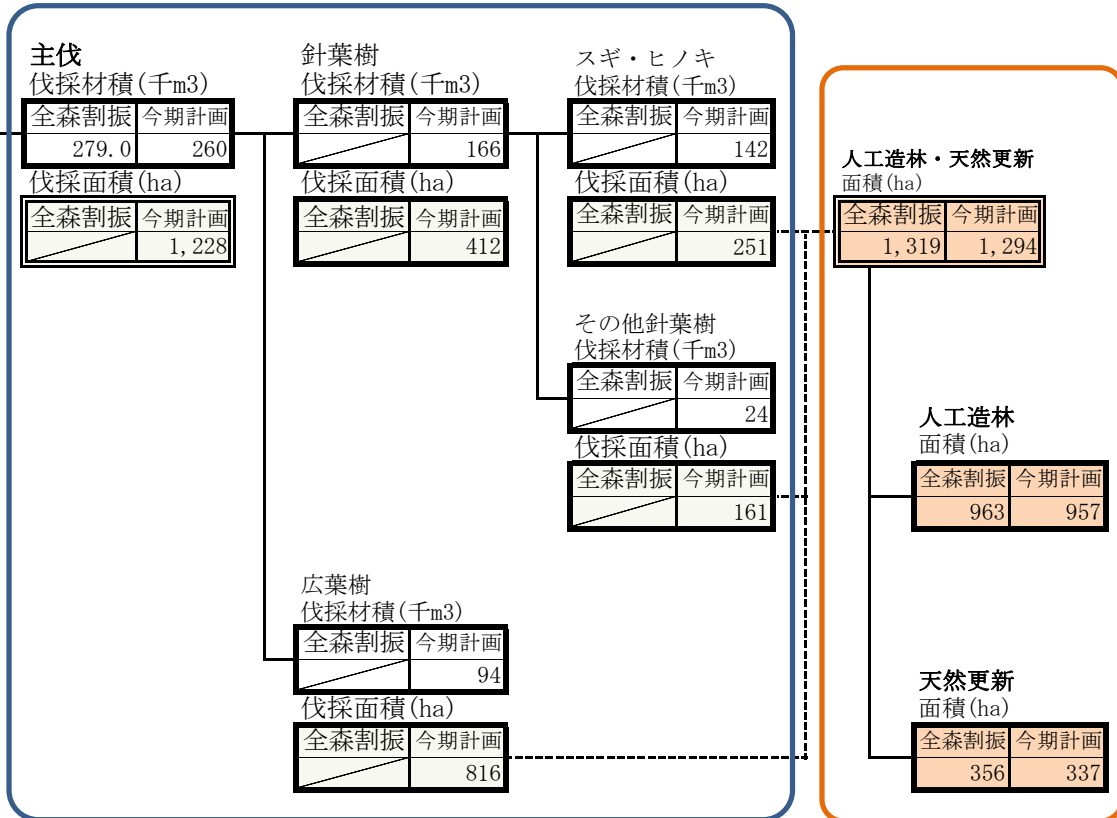 主伐
伐採材積(千m3)
全森割振 今期計画
279.0 260
伐採面積(ha)
全森割振 今期計画
1,228
針葉樹
伐採材積(千m3)
全森割振 今期計画
166
伐採面積(ha)
全森割振 今期計画
412
スギ・ヒノキ
伐採材積(千m3)
全森割振 今期計画
142
伐採面積(ha)
全森割振 今期計画
251
その他針葉樹
伐採材積(千m3)
全森割振 今期計画
24
伐採面積(ha)
全森割振 今期計画
161
広葉樹
伐採材積(千m3)
全森割振 今期計画
94
伐採面積(ha)
全森割振 今期計画
816
人工造林・天然更新
面積(ha)
全森割振 今期計画
1,319 1,294
人工造林
面積(ha)
全森割振 今期計画
963 957
天然更新
面積(ha)
全森割振 今期計画
356 337